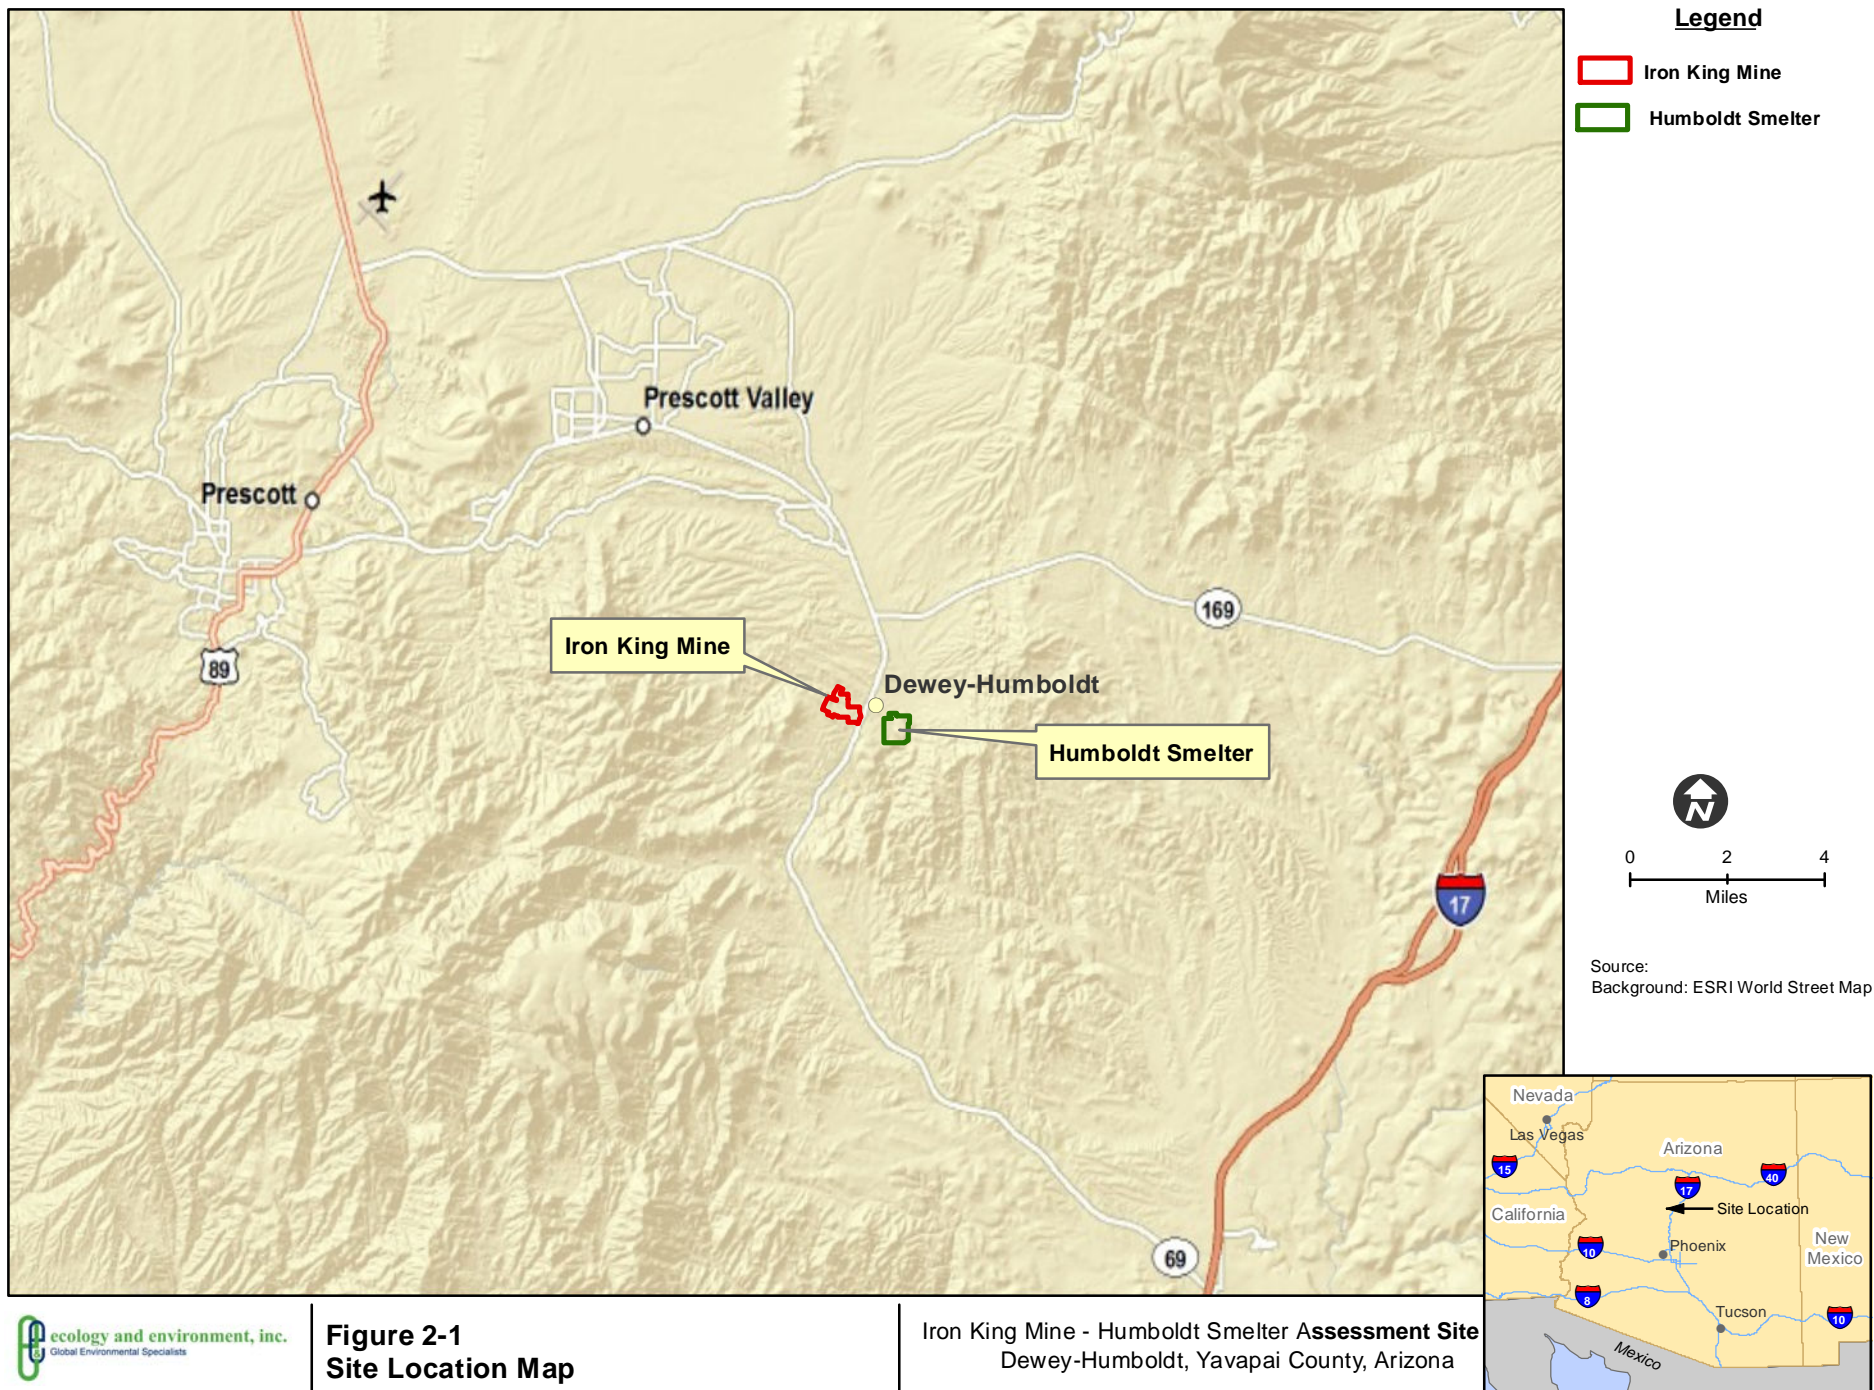 Legend
Iron King Mine
Humboldt Smelter
Prescott Valley
Prescott
169
Iron King Mine
89
Dewey-Humboldt
Humboldt Smelter
N
0 2 4
Miles
17
Source:
Background: ESRI World Street Map
69
Nevada
Las Vegas
Arizona
15
40
17
California
Site Location
10
Phoenix
New
Mexico
8
Tucson
10
Mexico
ecology and environment, inc.
Global Environmental Specialists
Figure 2-1
Site Location Map
Iron King Mine - Humboldt Smelter Assessment Site
Dewey-Humboldt, Yavapai County, Arizona